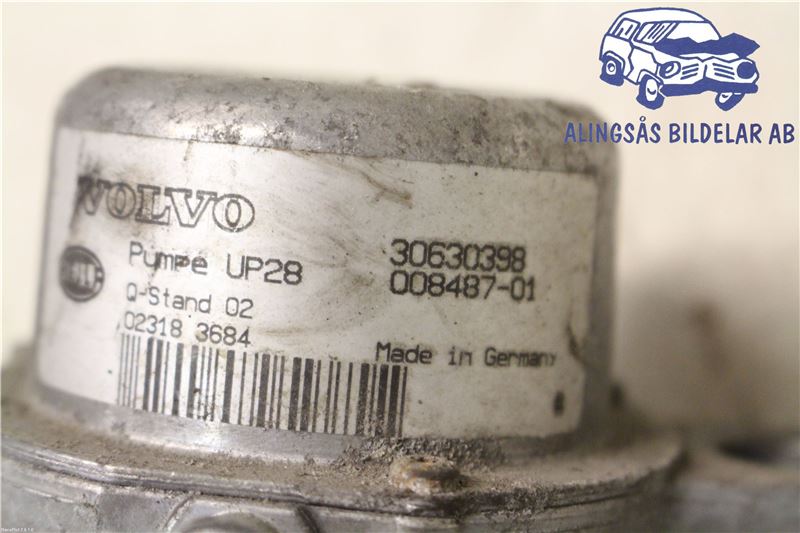 ALINGSÅS BILDELAR AB
VOLVO
Pumpe UP28
30630398
008487-01
Q-Stand 02
02318 3684
Made in Germany